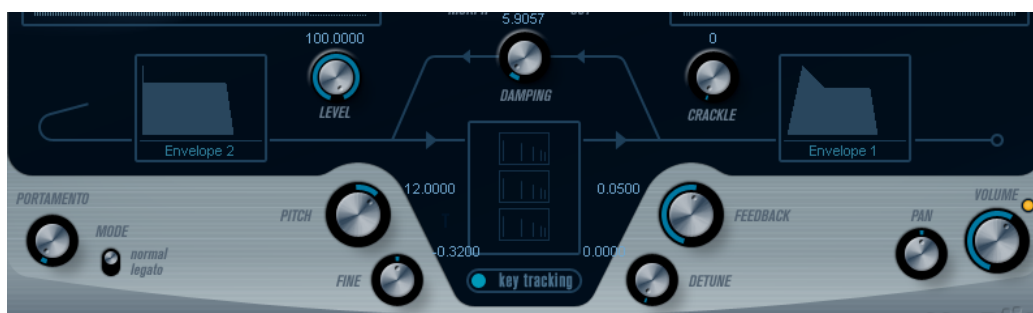 5.9057
100.0000
0
LEVEL
DAMPING
CRACKLE
Envelope 2
Envelope 1
PORTAMENTO
12.0000
0.0500
VOLUME
PITCH
FEEDBACK
PAN
MODE
normal
legato
-0.3200
0.0000
FINE
key tracking
DETUNE